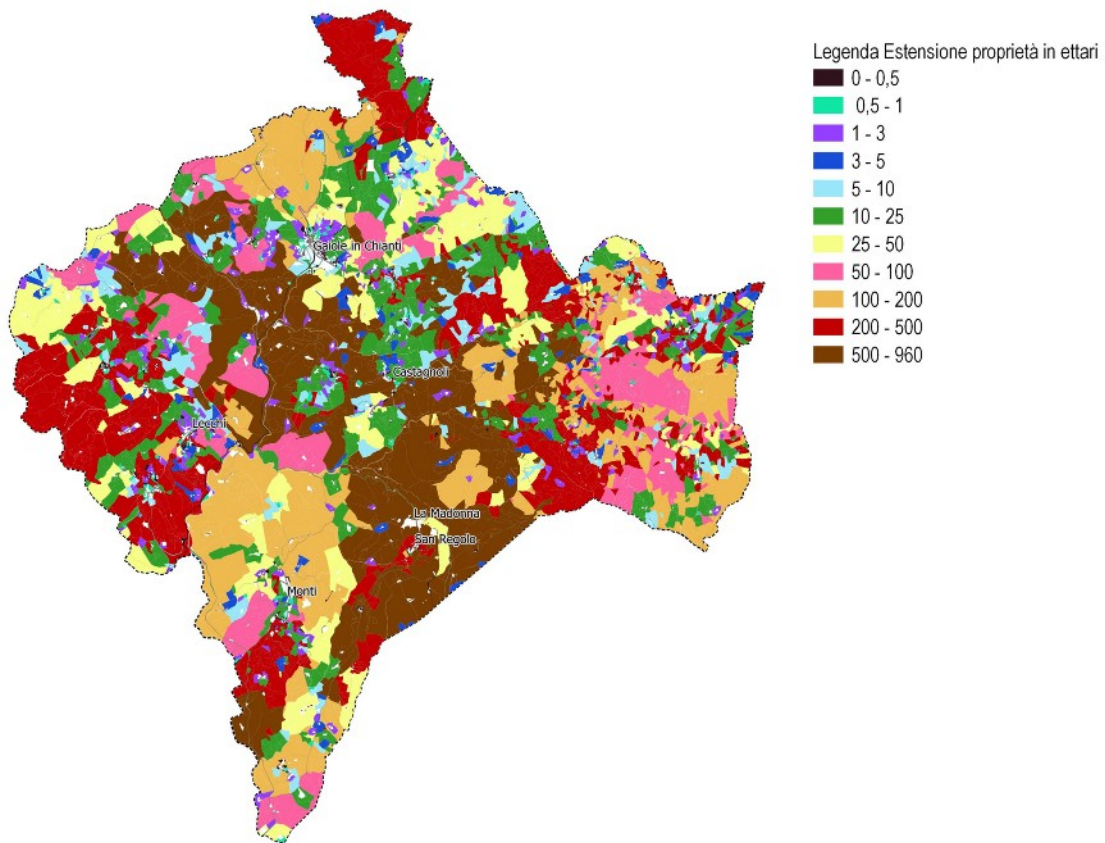 Legenda Estensione proprietà in ettari
0 - 0,5
0,5 - 1
1 - 3
3 - 5
5 - 10
10 - 25
25 - 50
50 - 100
100 - 200
200 - 500
500 - 960
Gaiole in Chianti
Castagnoli
Lecchi
La Madonna
San Regolo
Monti